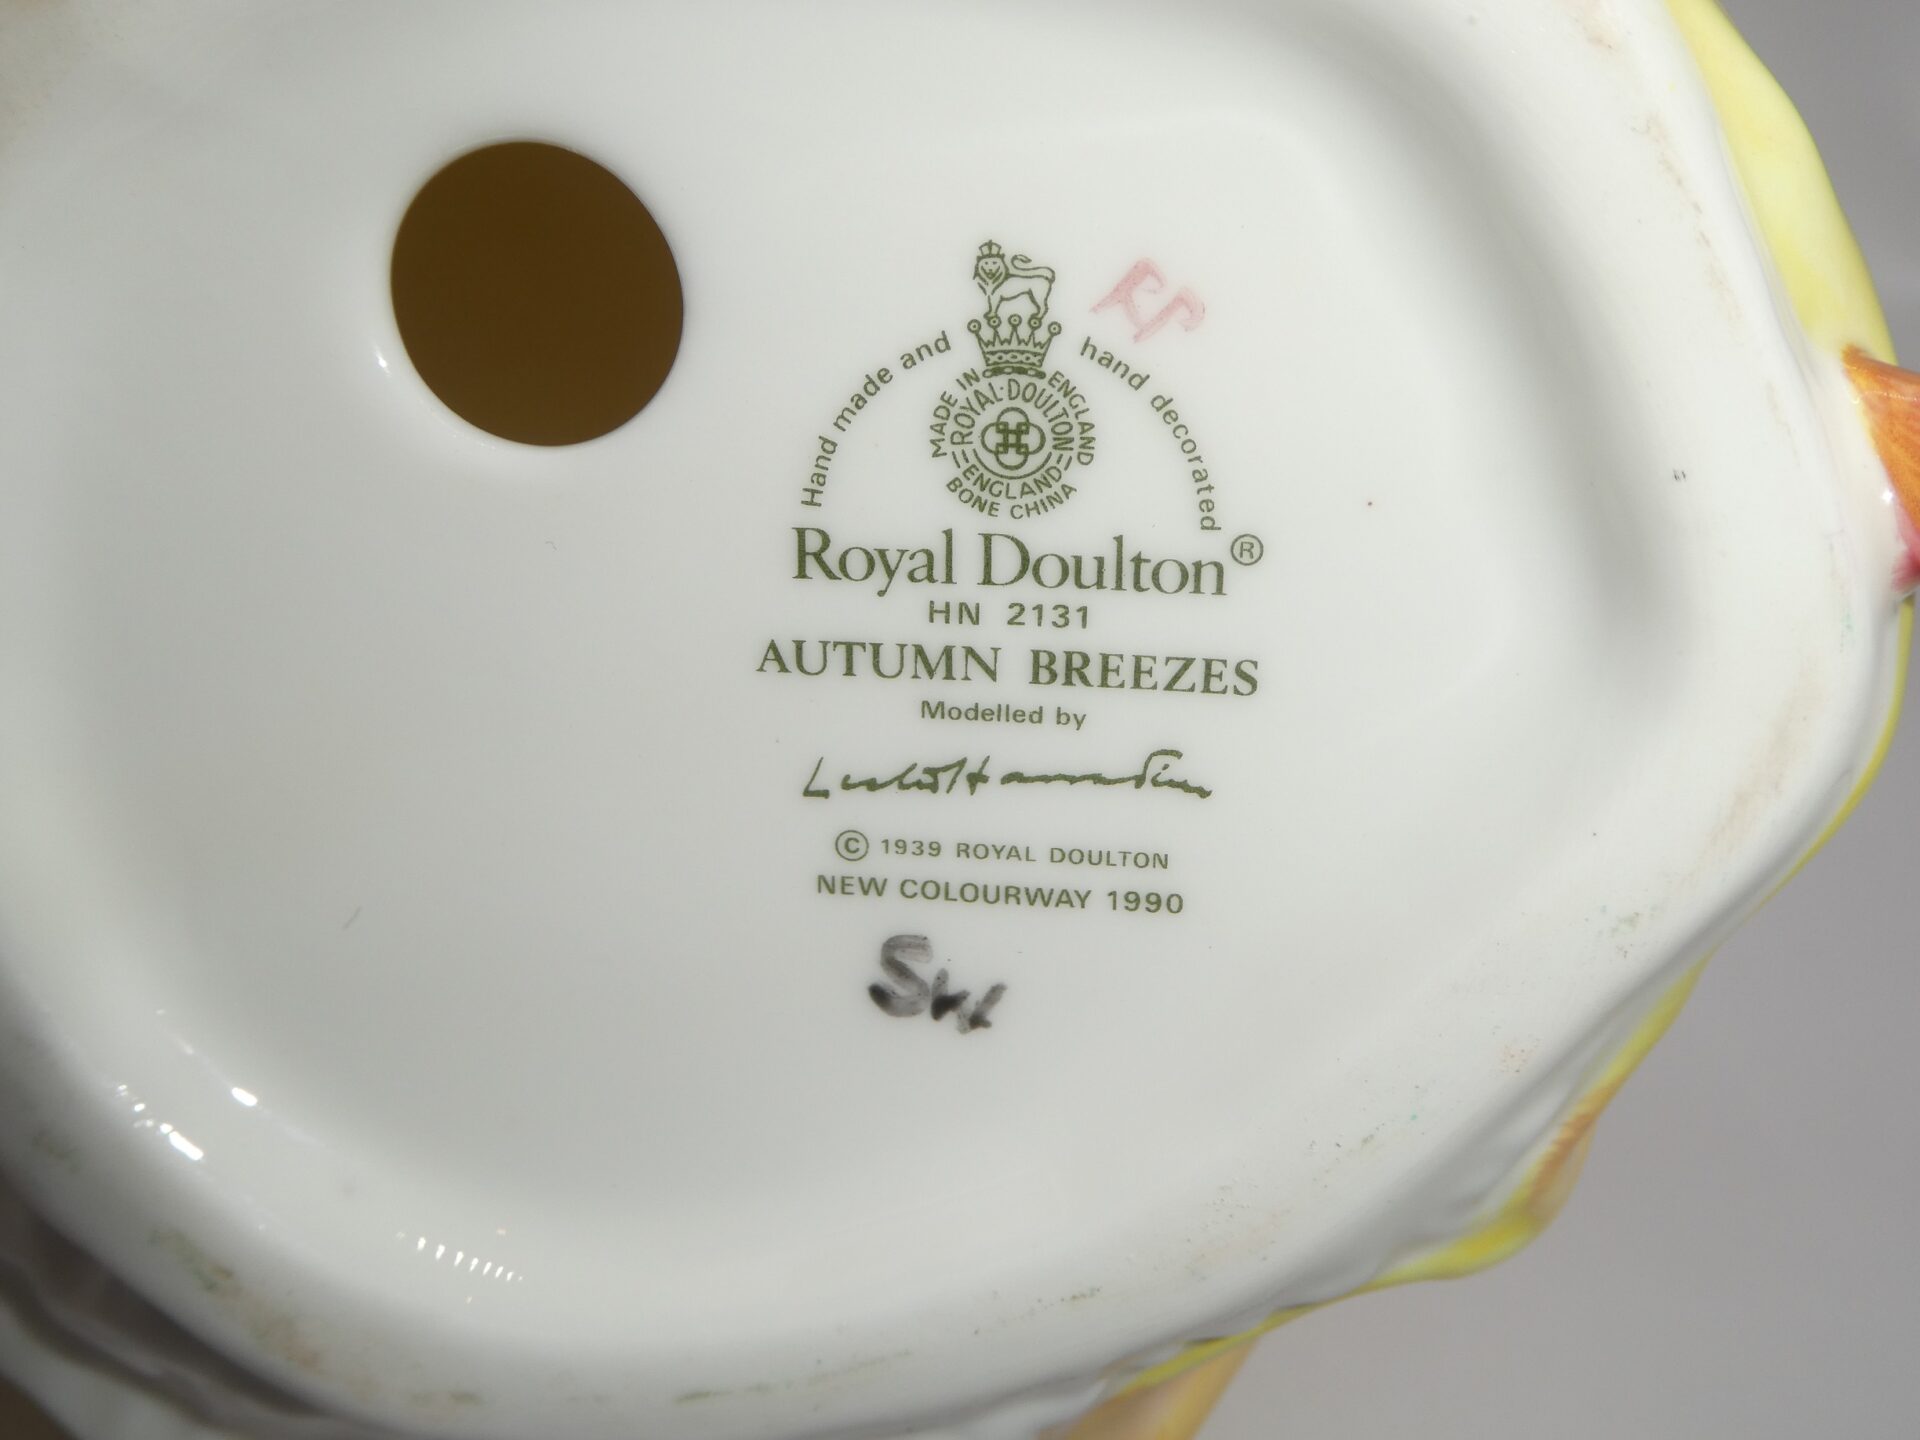 RP
Hand made and hand decorated
MADE IN ENGLAND
ROYAL·DOULTON
ENGLAND
BONE CHINA
Royal Doulton®
HN 2131
AUTUMN BREEZES
Modelled by
© 1939 ROYAL DOULTON
NEW COLOURWAY 1990